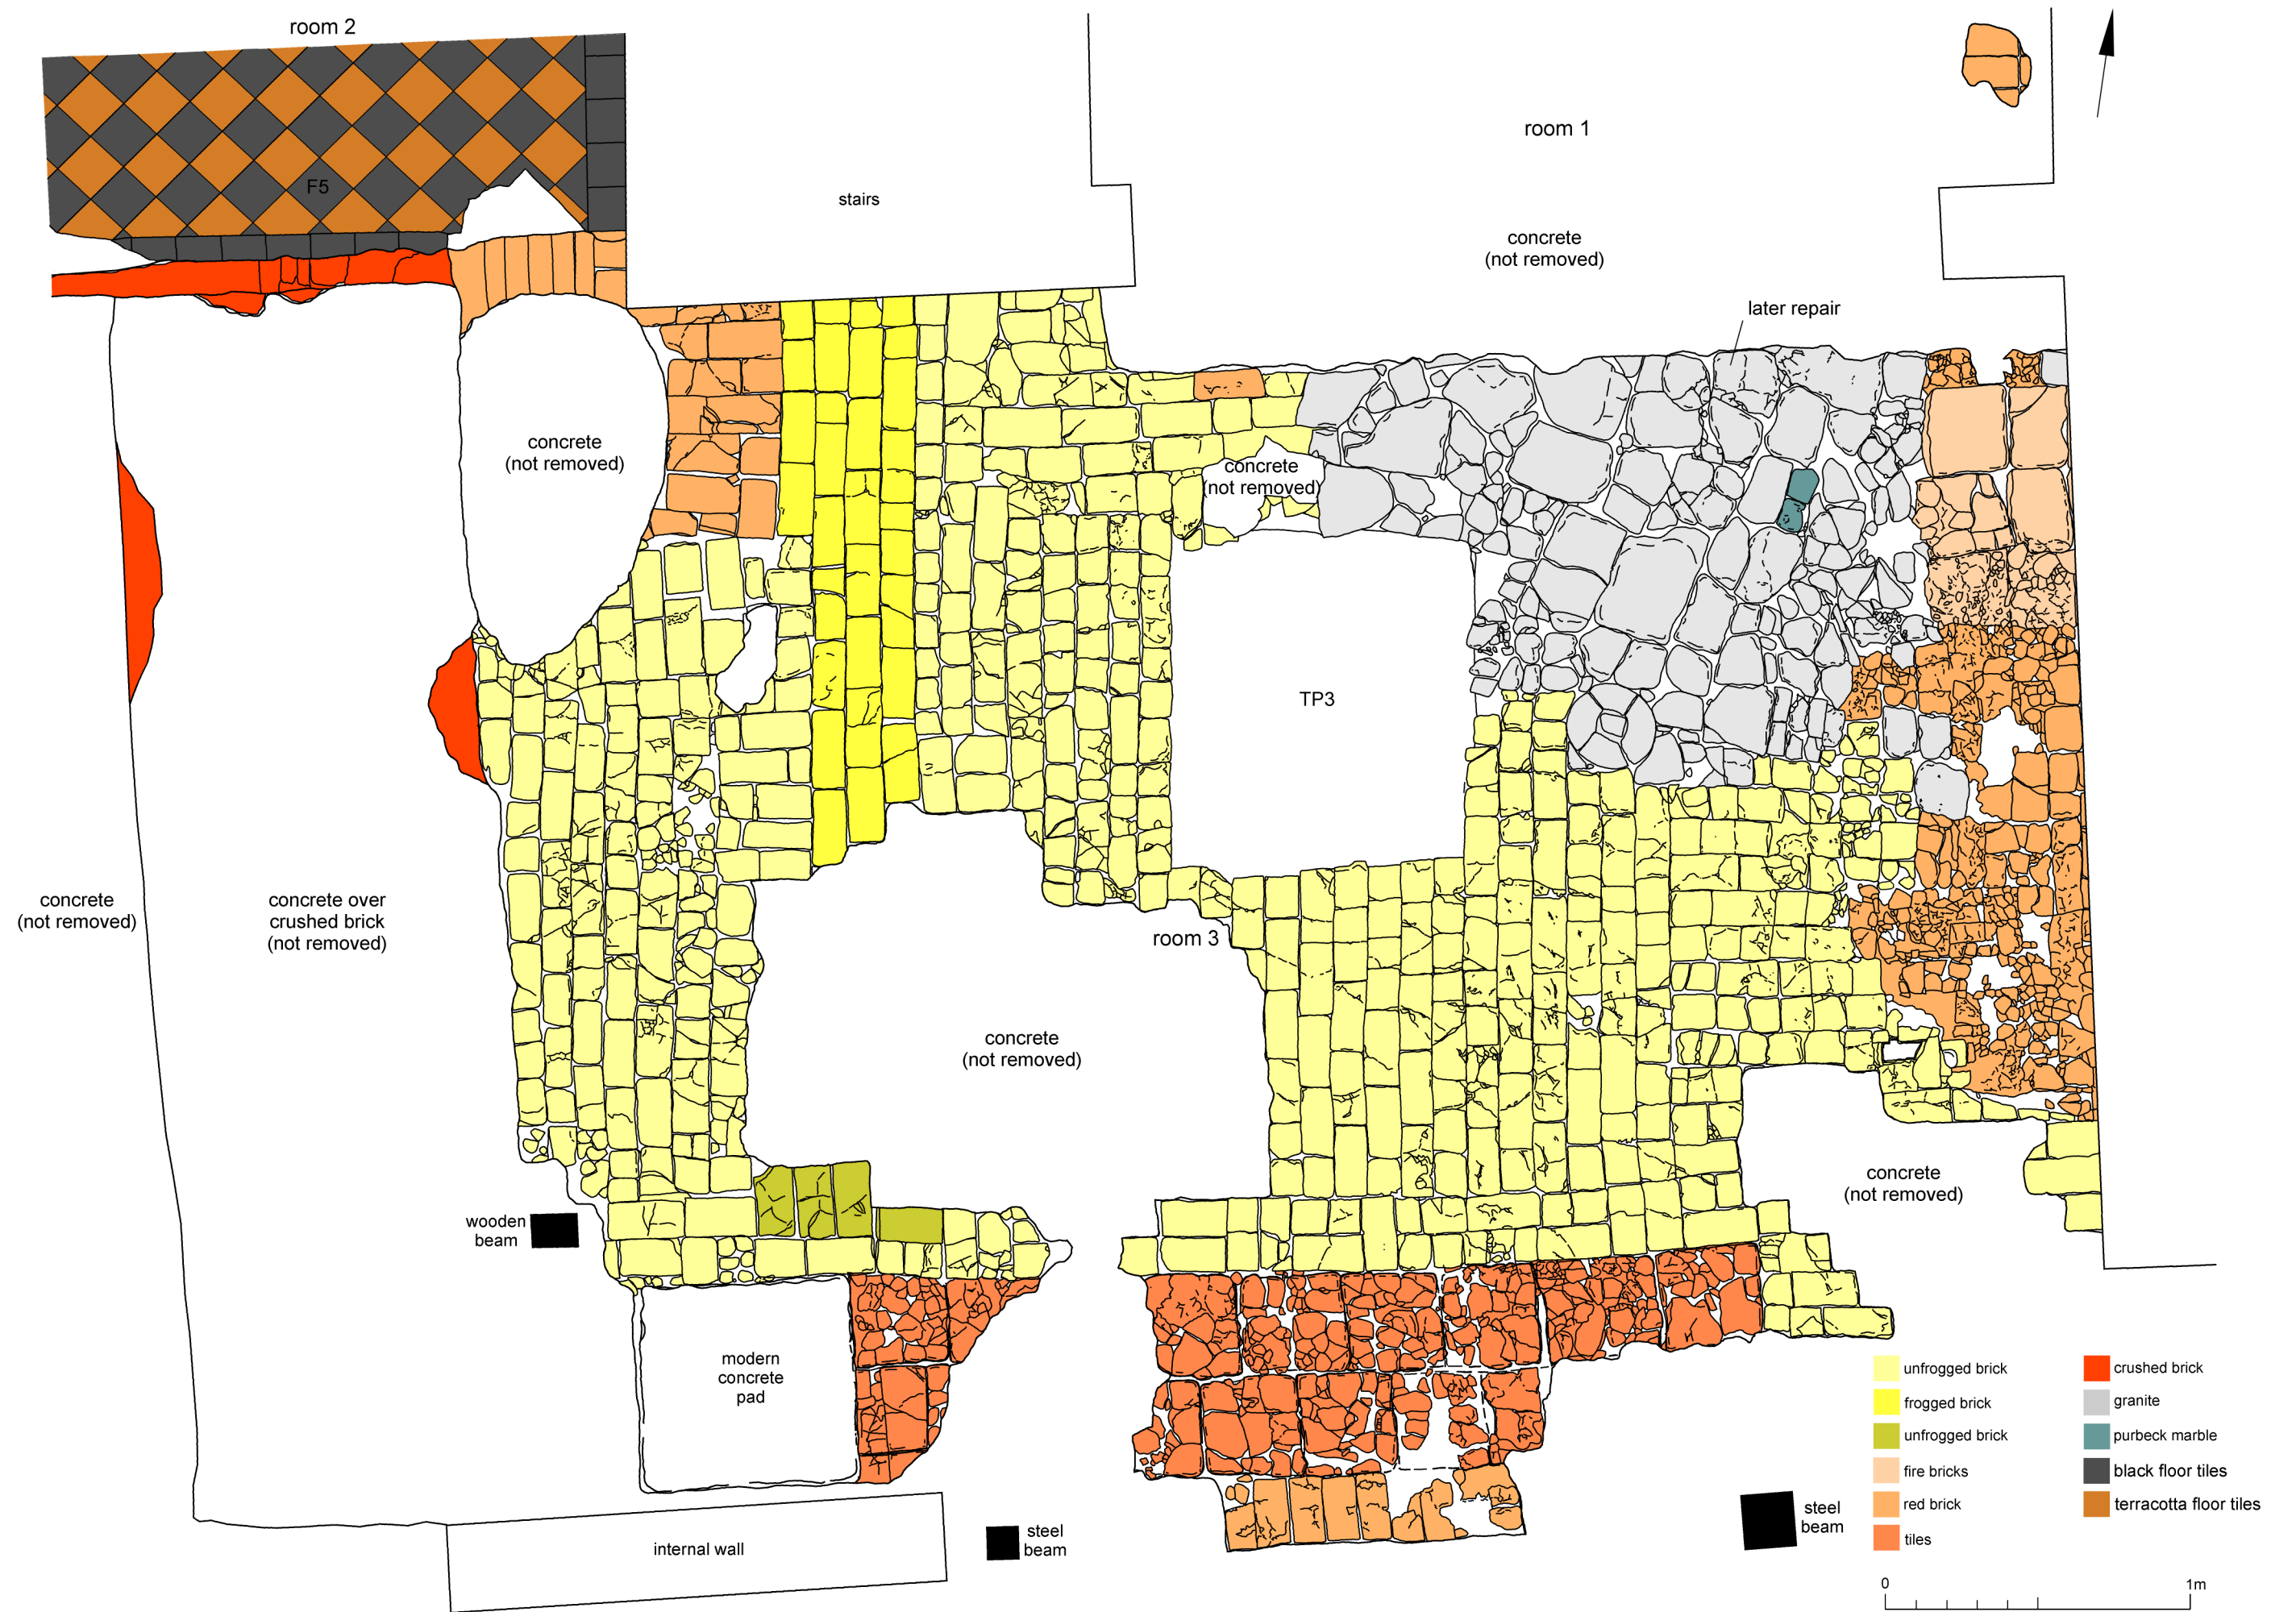 room 2
F5
stairs
room 1
concrete
(not removed)
later repair
concrete
(not removed)
concrete
(not removed)
TP3
concrete
(not removed)
concrete over
crushed brick
(not removed)
room 3
concrete
(not removed)
concrete
(not removed)
wooden
beam
modern
concrete
pad
internal wall
steel
beam
steel
beam
unfrogged brick
frogged brick
unfrogged brick
fire bricks
red brick
tiles
crushed brick
granite
purbeck marble
black floor tiles
terracotta floor tiles
0 1m